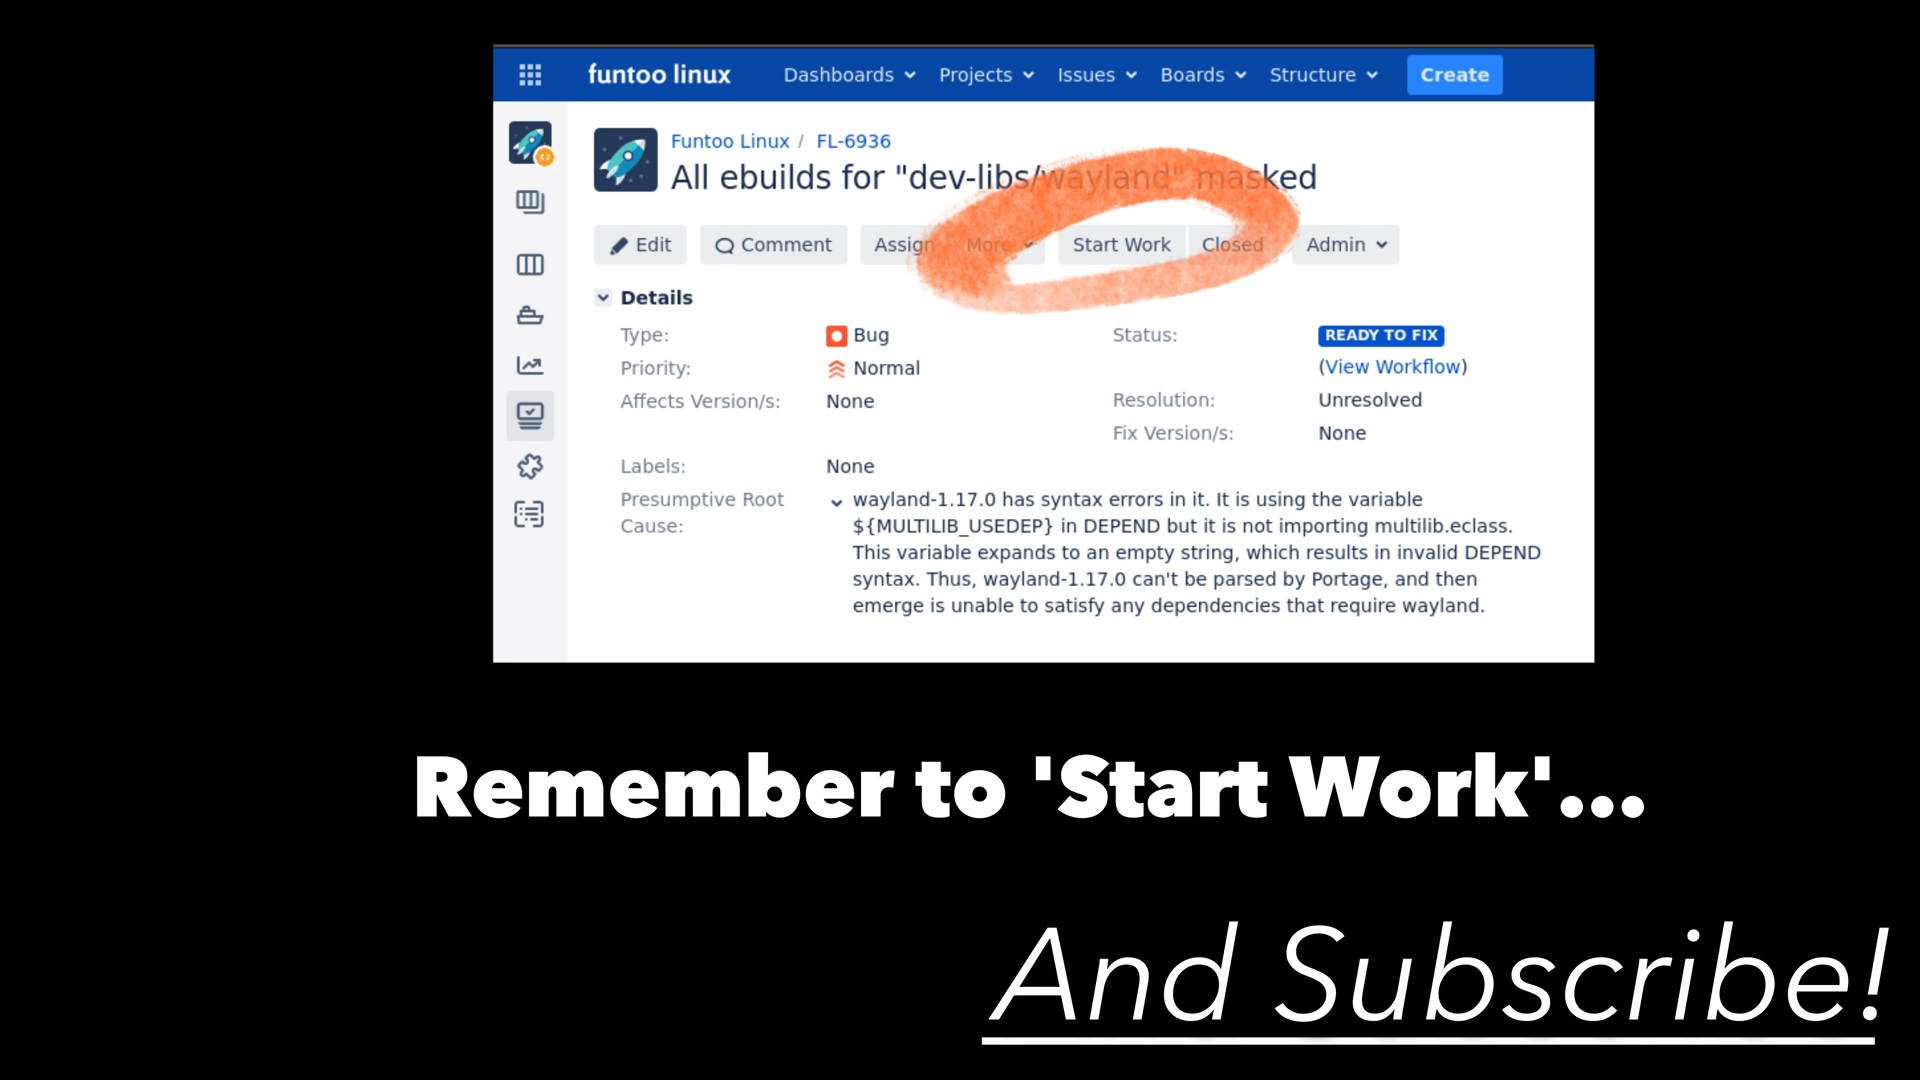 funtoo linux Dashboards Projects Issues Boards Structure Create
Funtoo Linux / FL-6936
All ebuilds for "dev-libs/wayland" masked
Edit Comment Assign More Start Work Closed Admin
Details
Type: Bug Status: READY TO FIX
Priority: Normal (View Workflow)
Affects Version/s: None Resolution: Unresolved
Fix Version/s: None
Labels: None
Presumptive Root wayland-1.17.0 has syntax errors in it. It is using the variable
Cause: ${MULTILIB_USEDEP} in DEPEND but it is not importing multilib.eclass.
This variable expands to an empty string, which results in invalid DEPEND
syntax. Thus, wayland-1.17.0 can't be parsed by Portage, and then
emerge is unable to satisfy any dependencies that require wayland.
Remember to 'Start Work'...
And Subscribe!